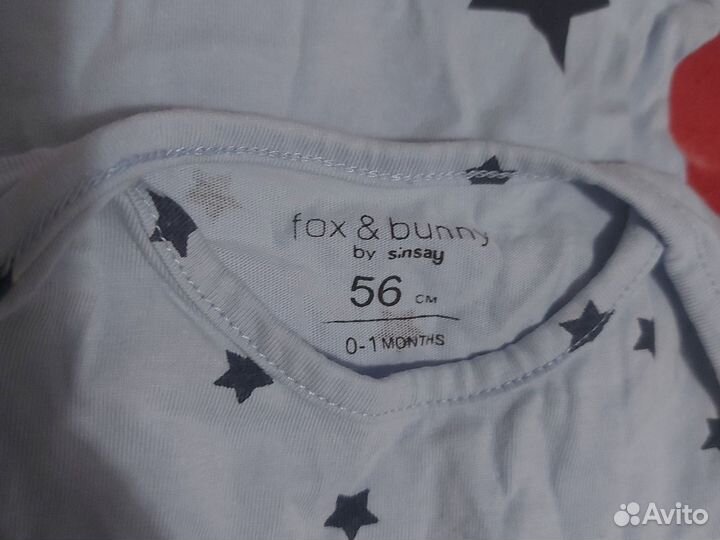 fox & bunny
by sinsay
56 CM
0-1 MONTHS
Avito